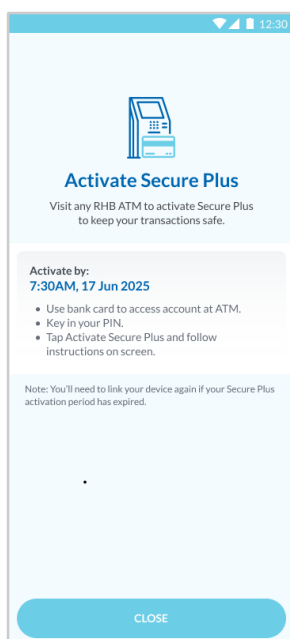 12:30
Activate Secure Plus
Visit any RHB ATM to activate Secure Plus
to keep your transactions safe.
Activate by:
7:30AM, 17 Jun 2025
• Use bank card to access account at ATM.
• Key in your PIN.
• Tap Activate Secure Plus and follow
instructions on screen.
Note: You'll need to link your device again if your Secure Plus
activation period has expired.
CLOSE